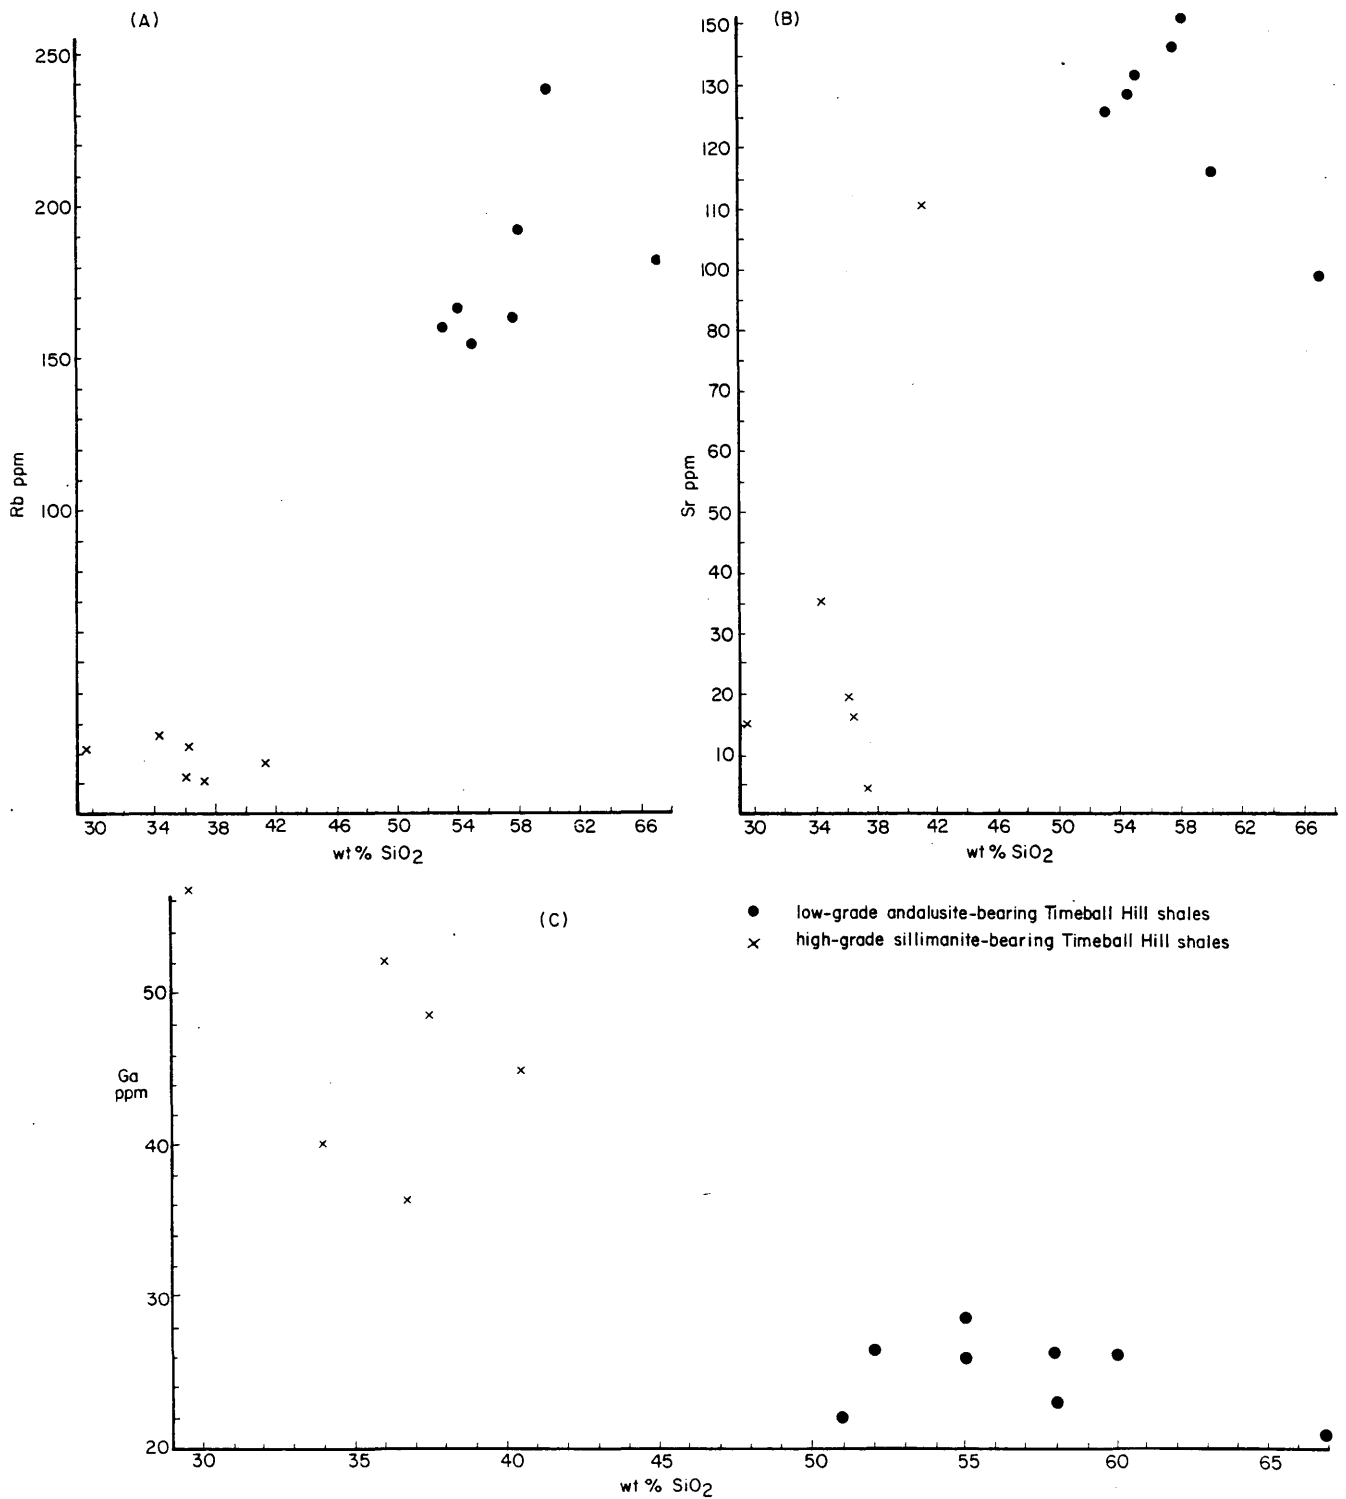 (A)
250
200
150
100
Rb ppm
30 34 38 42 46 50 54 58 62 66
wt % SiO2
(B)
150
130
120
110
100
80
70
60
50
40
30
20
10
Sr ppm
30 34 38 42 46 50 54 58 62 66
wt % SiO2
(C)
50
40
30
20
Ga
ppm
30 35 40 45 50 55 60 65
wt % SiO2
low-grade andalusite-bearing Timeball Hill shales
high-grade sillimanite-bearing Timeball Hill shales